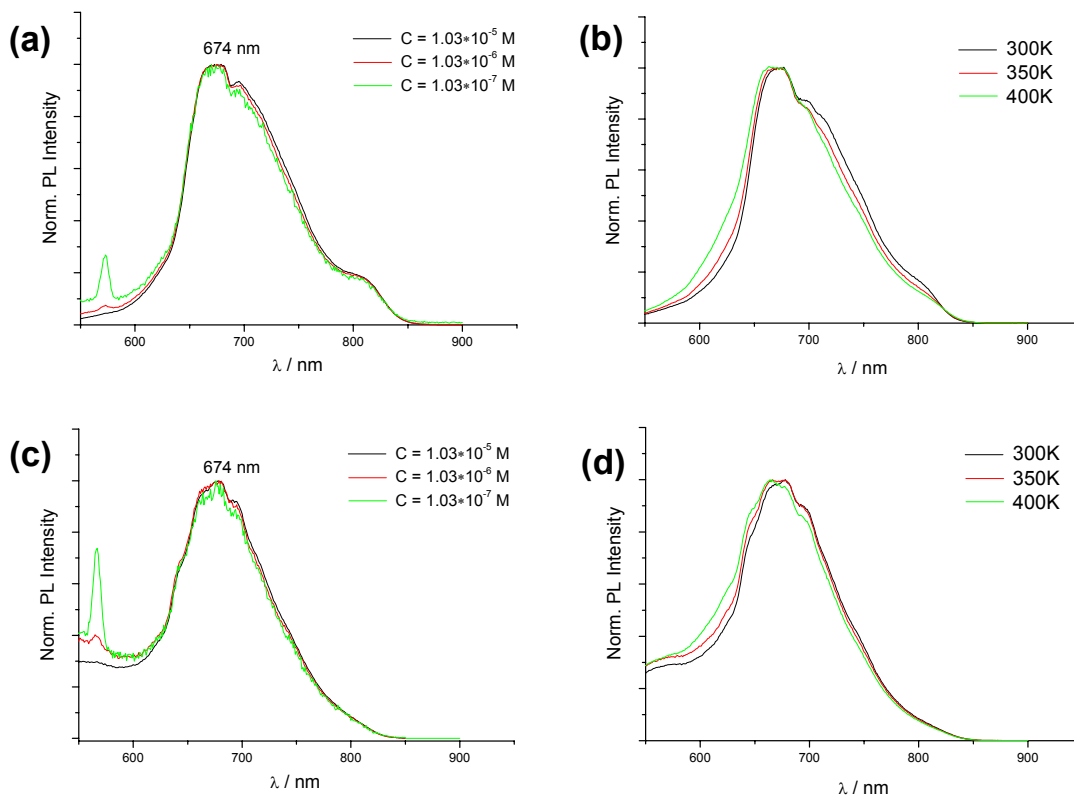 (a)
674 nm
C = 1.03*10⁻⁵ M
C = 1.03*10⁻⁶ M
C = 1.03*10⁻⁷ M
Norm. PL Intensity
600 700 800 900
λ / nm
(b)
300K
350K
400K
Norm. PL Intensity
600 700 800 900
λ / nm
(c)
674 nm
C = 1.03*10⁻⁵ M
C = 1.03*10⁻⁶ M
C = 1.03*10⁻⁷ M
Norm. PL Intensity
600 700 800 900
λ / nm
(d)
300K
350K
400K
Norm. PL Intensity
600 700 800 900
λ / nm